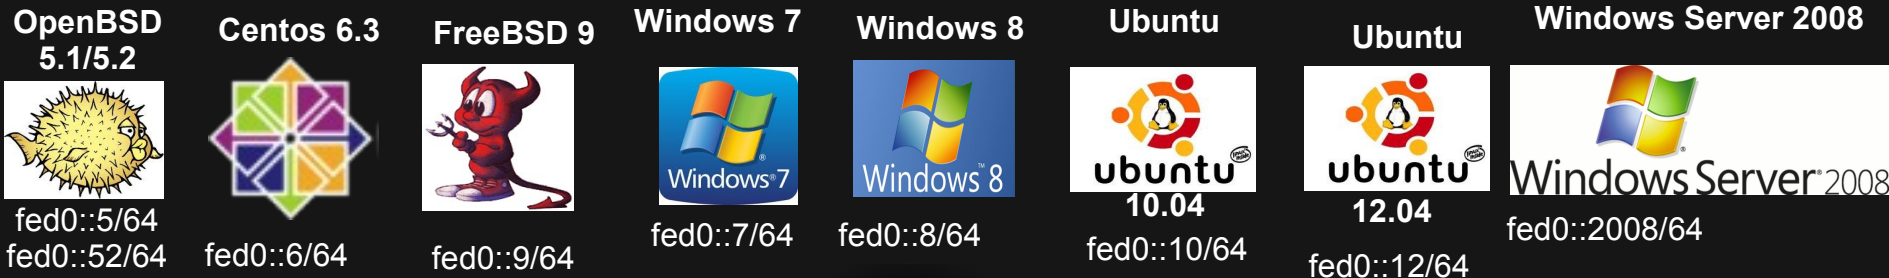 OpenBSD
5.1/5.2
fed0::5/64
fed0::52/64
Centos 6.3
fed0::6/64
FreeBSD 9
fed0::9/64
Windows 7
Windows®7
fed0::7/64
Windows 8
Windows™8
fed0::8/64
Ubuntu
ubuntu
10.04
fed0::10/64
Ubuntu
ubuntu
12.04
fed0::12/64
Windows Server 2008
Windows Server® 2008
fed0::2008/64